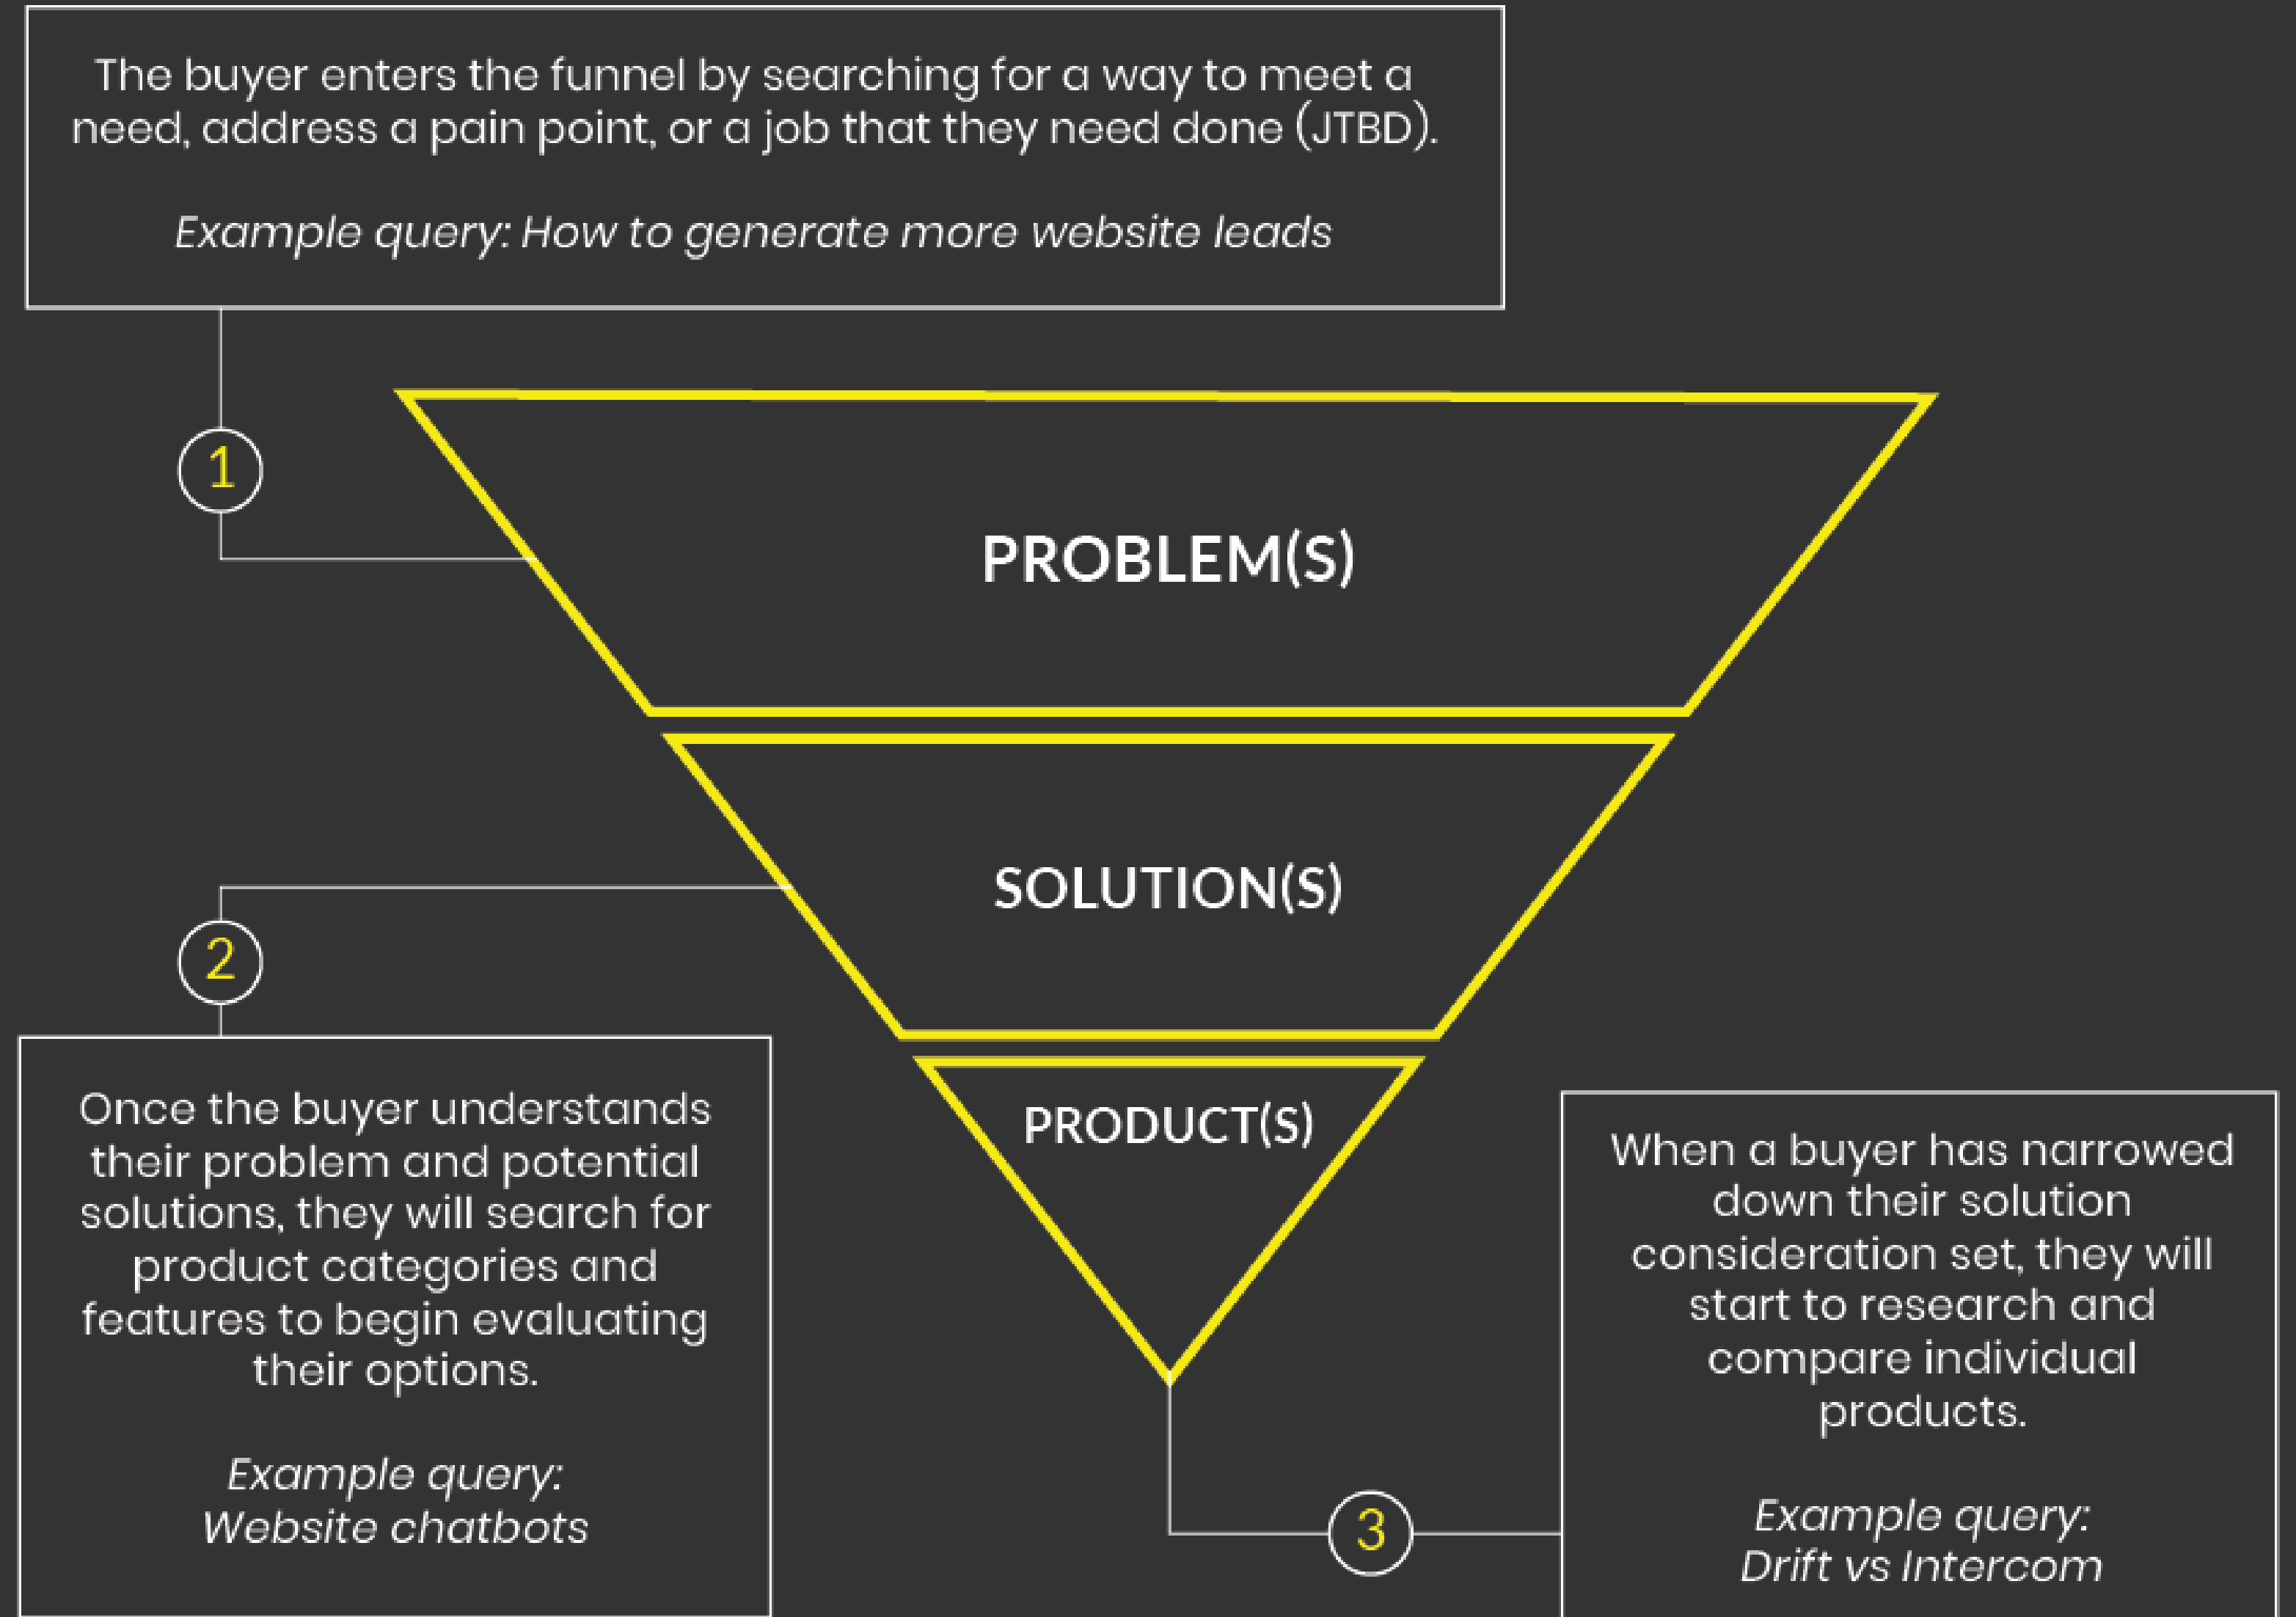 The buyer enters the funnel by searching for a way to meet a
need, address a pain point, or a job that they need done (JTBD).
Example query: How to generate more website leads
1
PROBLEM(S)
SOLUTION(S)
2
Once the buyer understands
their problem and potential
solutions, they will search for
product categories and
features to begin evaluating
their options.
Example query:
Website chatbots
PRODUCT(S)
3
When a buyer has narrowed
down their solution
consideration set, they will
start to research and
compare individual
products.
Example query:
Drift vs Intercom